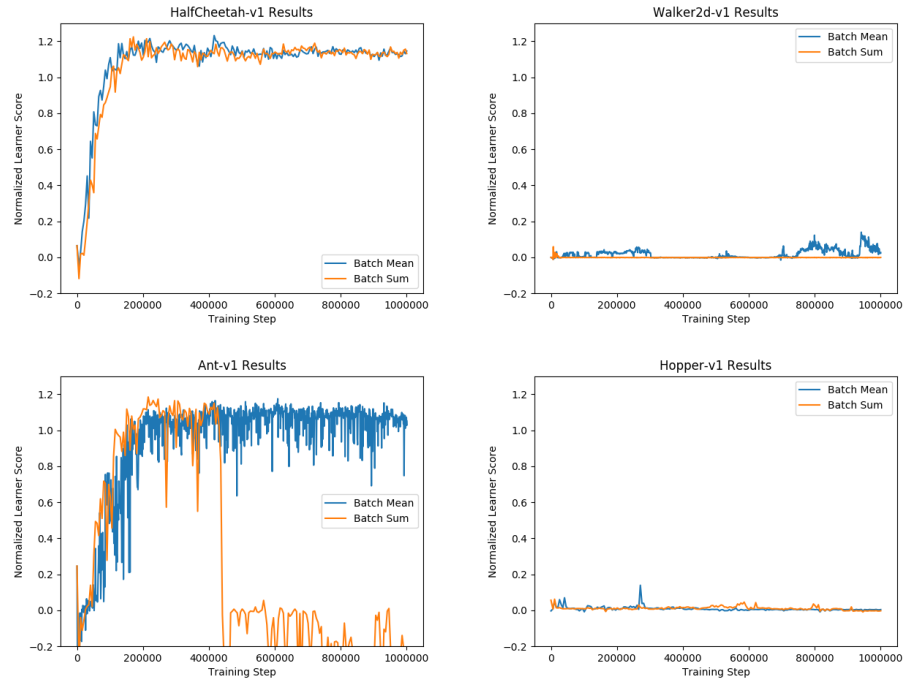 HalfCheetah-v1 Results
1.2
1.0
0.8
0.6
0.4
0.2
0.0
−0.2
Normalized Learner Score
Batch Mean
Batch Sum
0 200000 400000 600000 800000 1000000
Training Step
Walker2d-v1 Results
1.2
1.0
0.8
0.6
0.4
0.2
0.0
−0.2
Normalized Learner Score
Batch Mean
Batch Sum
0 200000 400000 600000 800000 1000000
Training Step
Ant-v1 Results
1.2
1.0
0.8
0.6
0.4
0.2
0.0
−0.2
Normalized Learner Score
Batch Mean
Batch Sum
0 200000 400000 600000 800000 1000000
Training Step
Hopper-v1 Results
1.2
1.0
0.8
0.6
0.4
0.2
0.0
−0.2
Normalized Learner Score
Batch Mean
Batch Sum
0 200000 400000 600000 800000 1000000
Training Step